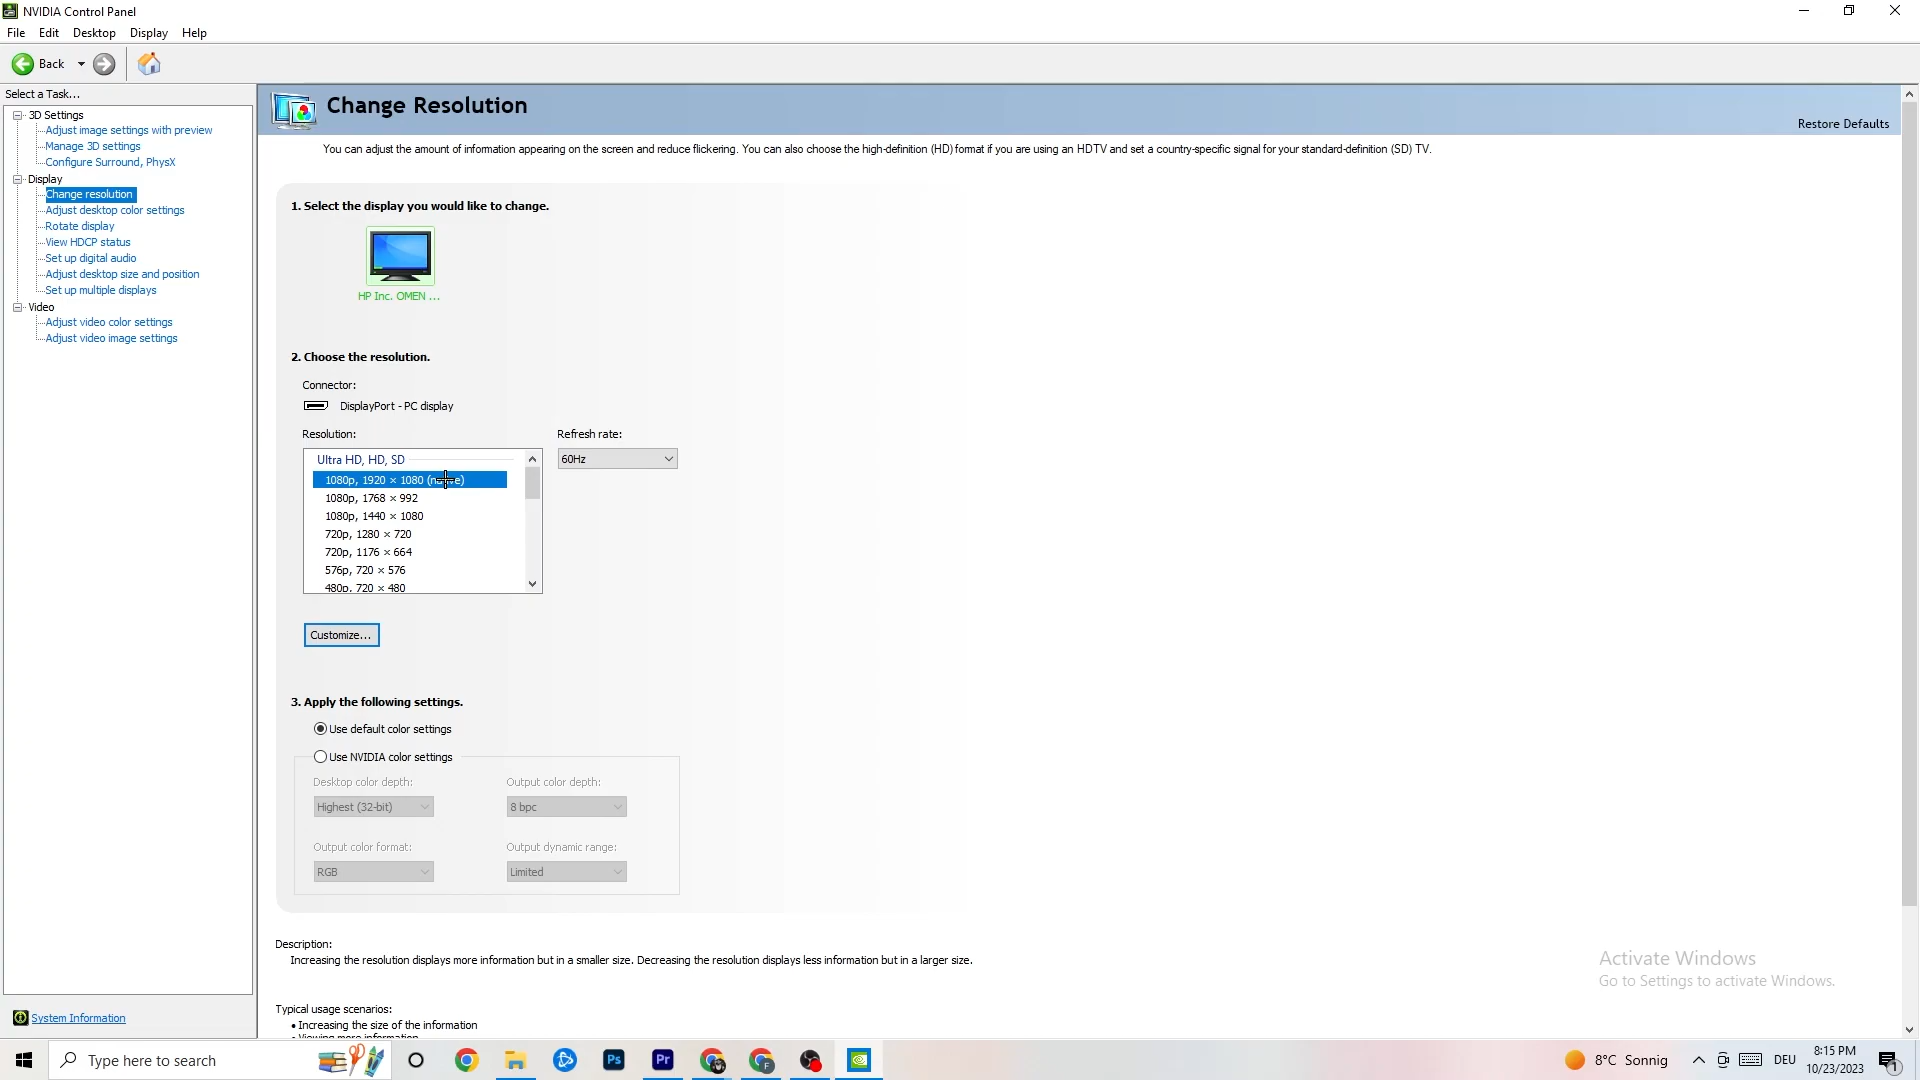 NVIDIA Control Panel
File Edit Desktop Display Help
Back
Select a Task...
3D Settings
Adjust image settings with preview
Manage 3D settings
Configure Surround, PhysX
Display
Change resolution
Adjust desktop color settings
Rotate display
View HDCP status
Set up digital audio
Adjust desktop size and position
Set up multiple displays
Video
Adjust video color settings
Adjust video image settings
System Information
Change Resolution
Restore Defaults
You can adjust the amount of information appearing on the screen and reduce flickering. You can also choose the high-definition (HD) format if you are using an HDTV and set a country-specific signal for your standard-definition (SD) TV.
1. Select the display you would like to change.
HP Inc. OMEN ...
2. Choose the resolution.
Connector:
DisplayPort - PC display
Resolution:
Refresh rate:
Ultra HD, HD, SD
60Hz
1080p, 1920 × 1080
1080p, 1768 × 992
1080p, 1440 × 1080
720p, 1280 × 720
720p, 1176 × 664
576p, 720 × 576
480p, 720 × 480
Customize...
3. Apply the following settings.
Use default color settings
Use NVIDIA color settings
Desktop color depth:
Output color depth:
Highest (32-bit)
8 bpc
Output color format:
Output dynamic range:
RGB
Limited
Description:
Increasing the resolution displays more information but in a smaller size. Decreasing the resolution displays less information but in a larger size.
Typical usage scenarios:
• Increasing the size of the information
Activate Windows
Go to Settings to activate Windows.
Type here to search
Ps
Pr
F
8°C Sonnig
DEU
8:15 PM
10/23/2023
1